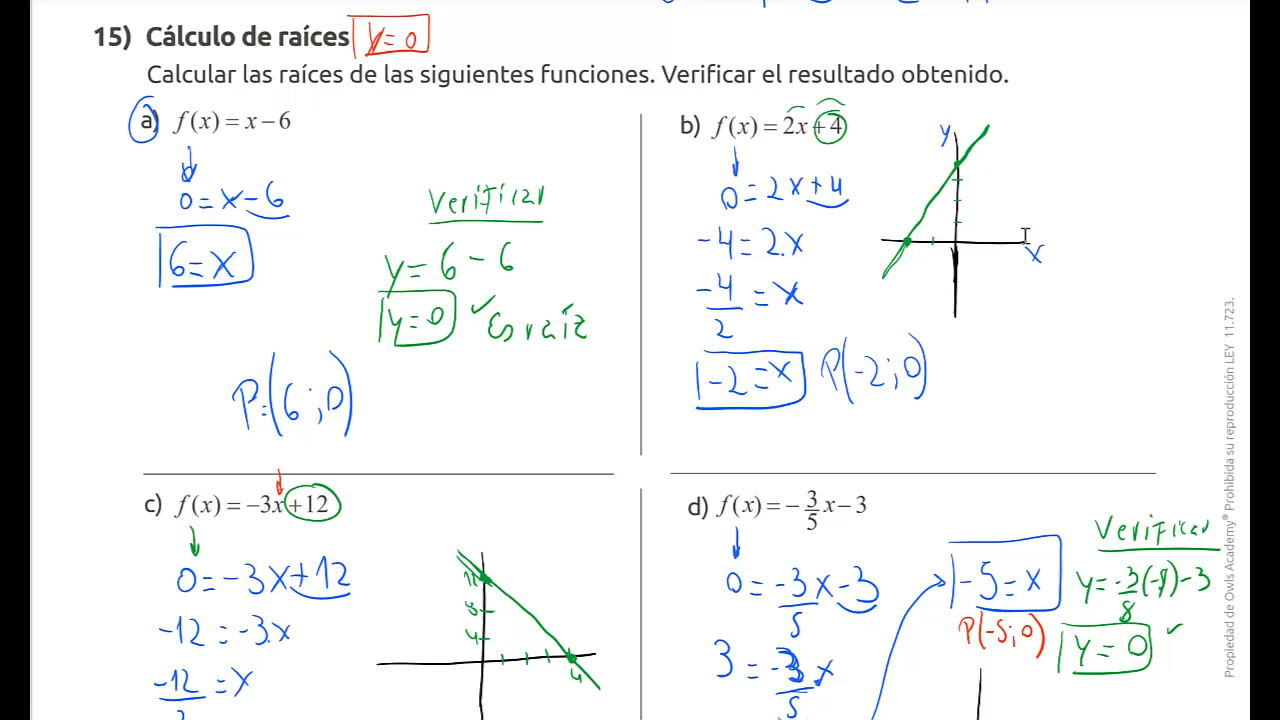 15) Cálculo de raíces y=0
Calcular las raíces de las siguientes funciones. Verificar el resultado obtenido.
a) f(x) = x − 6
0 = x − 6
6 = x
Verificar
y = 6 − 6
y = 0 ✓ Es raíz
P=(6;0)
b) f(x) = 2x + 4
0 = 2x + 4
-4 = 2.x
-4/2 = x
-2 = x P(-2;0)
y
x
c) f(x) = −3x + 12
0 = -3x + 12
-12 = -3.x
-12/3 = x
12
8
4
4
d) f(x) = − 3/5 x − 3
0 = -3/5 x - 3
3 = -3/5 x
-5 = x
P(-5;0)
Verificar
y = -3/
y = 0 ✓
Propiedad de Owls Academy® Prohibida su reproducción LEY 11.723.